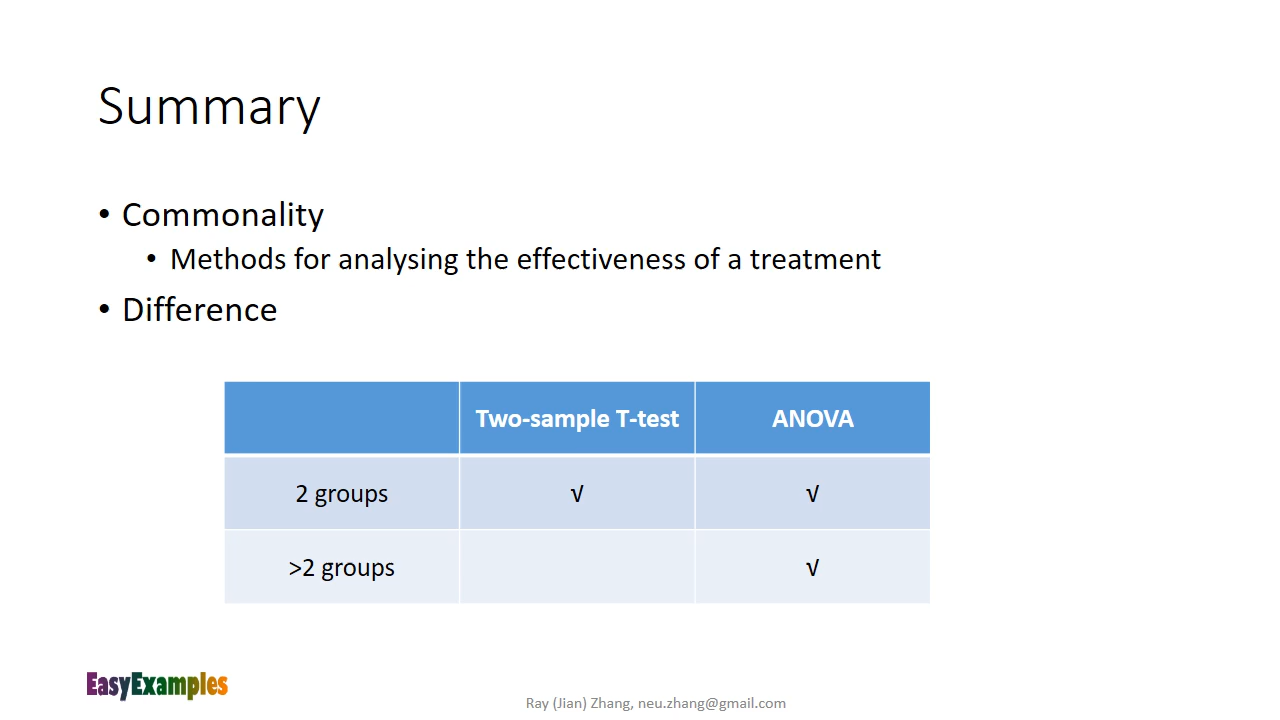 Summary
• Commonality
• Methods for analysing the effectiveness of a treatment
• Difference
Two-sample T-test ANOVA
2 groups √ √
>2 groups √
EasyExamples
Ray (Jian) Zhang, neu.zhang@gmail.com